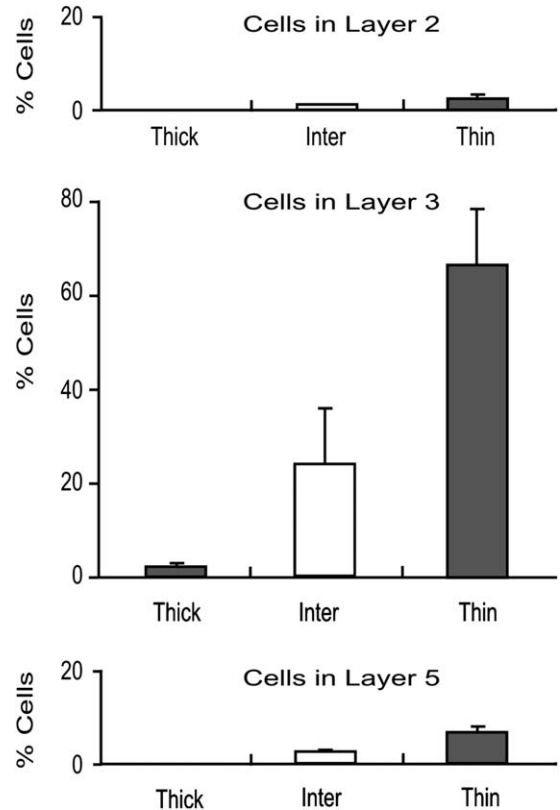 Cells in Layer 2
% Cells
20
0
Thick Inter Thin
Cells in Layer 3
% Cells
80
60
40
20
0
Thick Inter Thin
Cells in Layer 5
% Cells
20
0
Thick Inter Thin